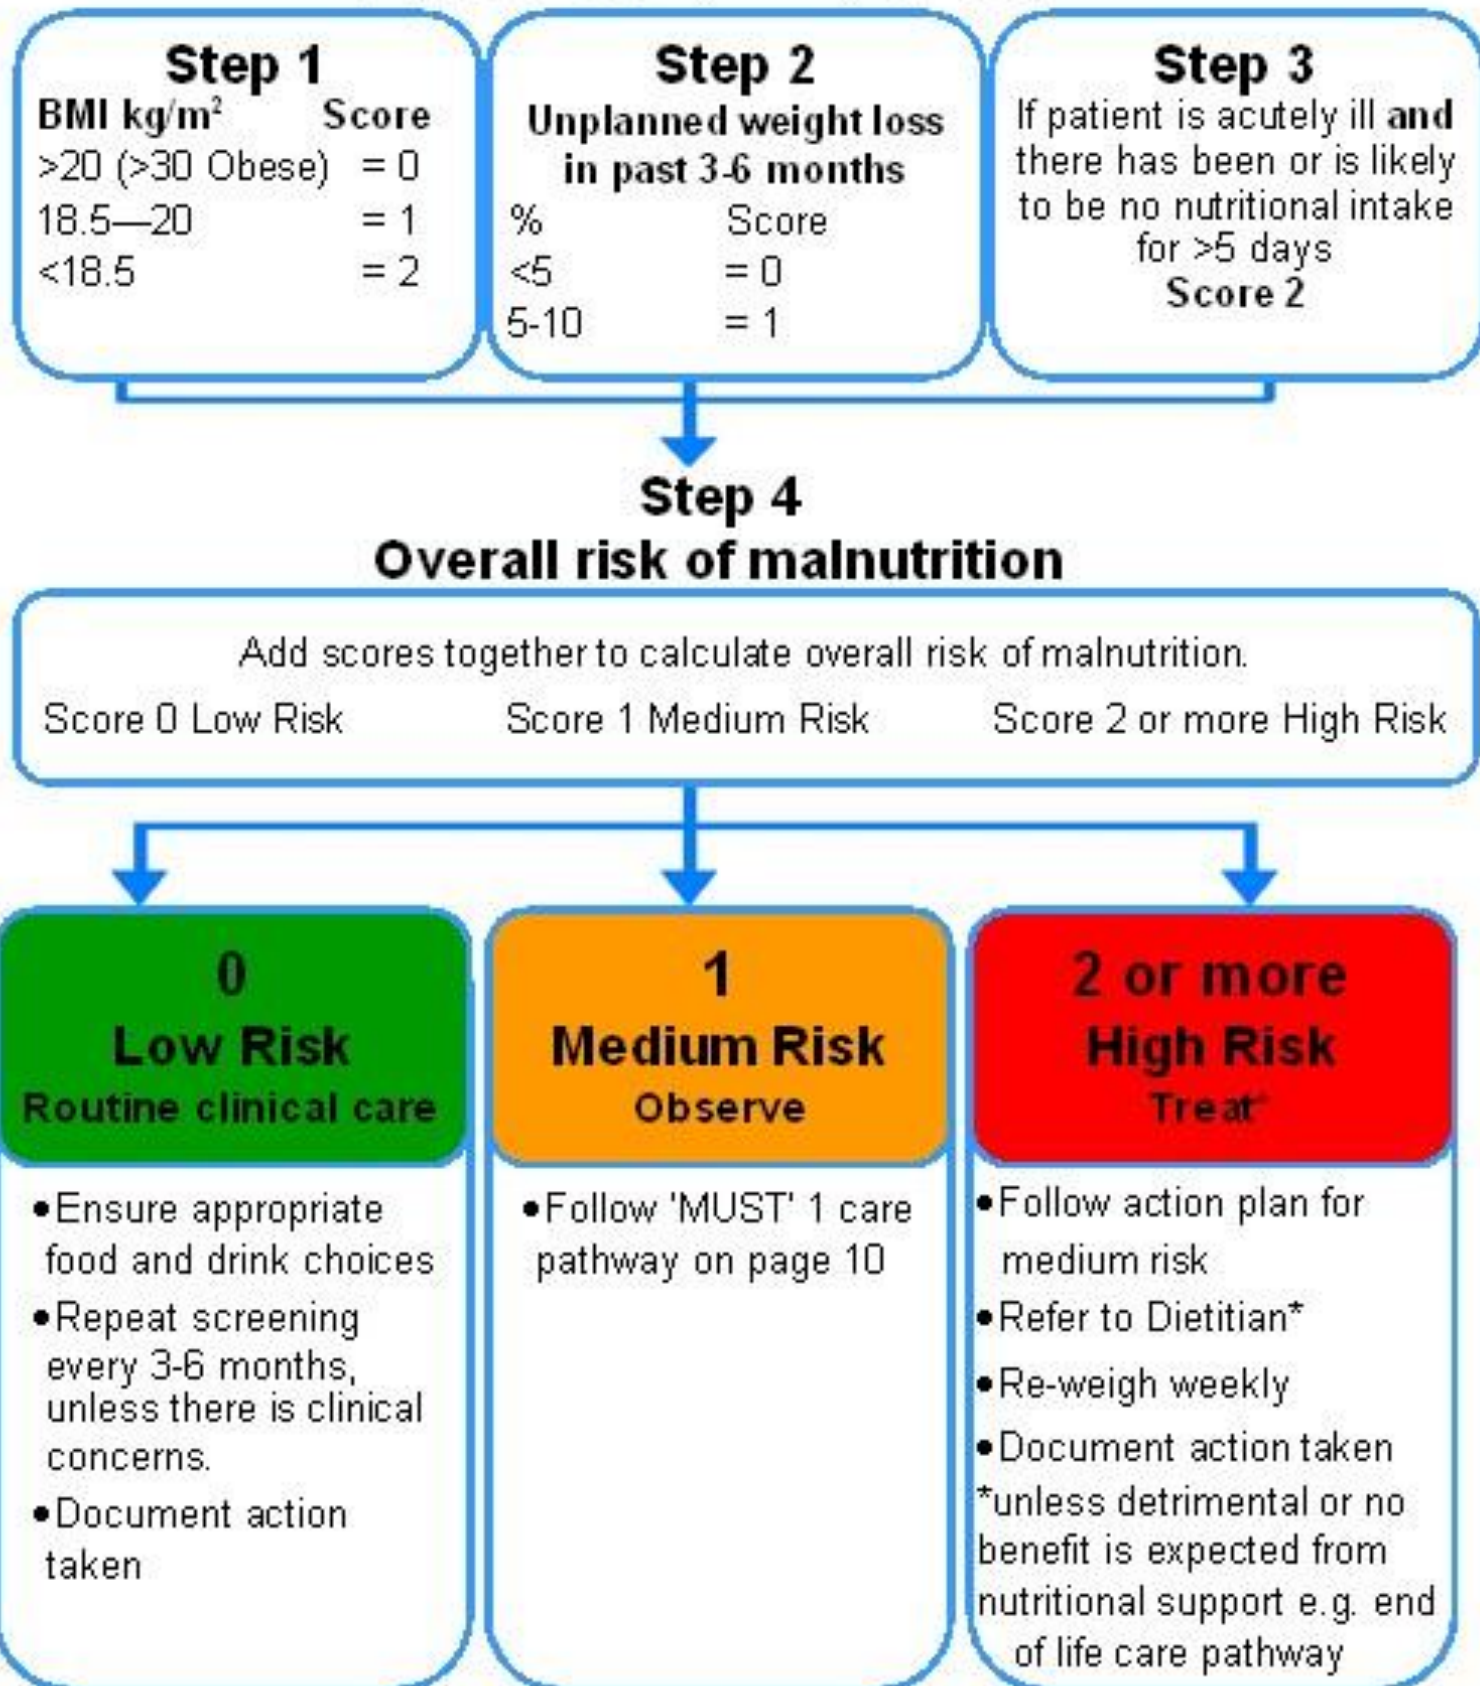 Step 1
BMI kg/m² Score
>20 (>30 Obese) = 0
18.5—20 = 1
<18.5 = 2
Step 2
Unplanned weight loss
in past 3-6 months
% Score
<5 = 0
5-10 = 1
Step 3
If patient is acutely ill and
there has been or is likely
to be no nutritional intake
for >5 days
Score 2
Step 4
Overall risk of malnutrition
Add scores together to calculate overall risk of malnutrition.
Score 0 Low Risk Score 1 Medium Risk Score 2 or more High Risk
0
Low Risk
Routine clinical care
•Ensure appropriate
food and drink choices
•Repeat screening
every 3-6 months,
unless there is clinical
concerns.
•Document action
taken
1
Medium Risk
Observe
•Follow 'MUST' 1 care
pathway on page 10
2 or more
High Risk
Treat*
•Follow action plan for
medium risk
•Refer to Dietitian*
•Re-weigh weekly
•Document action taken
*unless detrimental or no
benefit is expected from
nutritional support e.g. end
of life care pathway